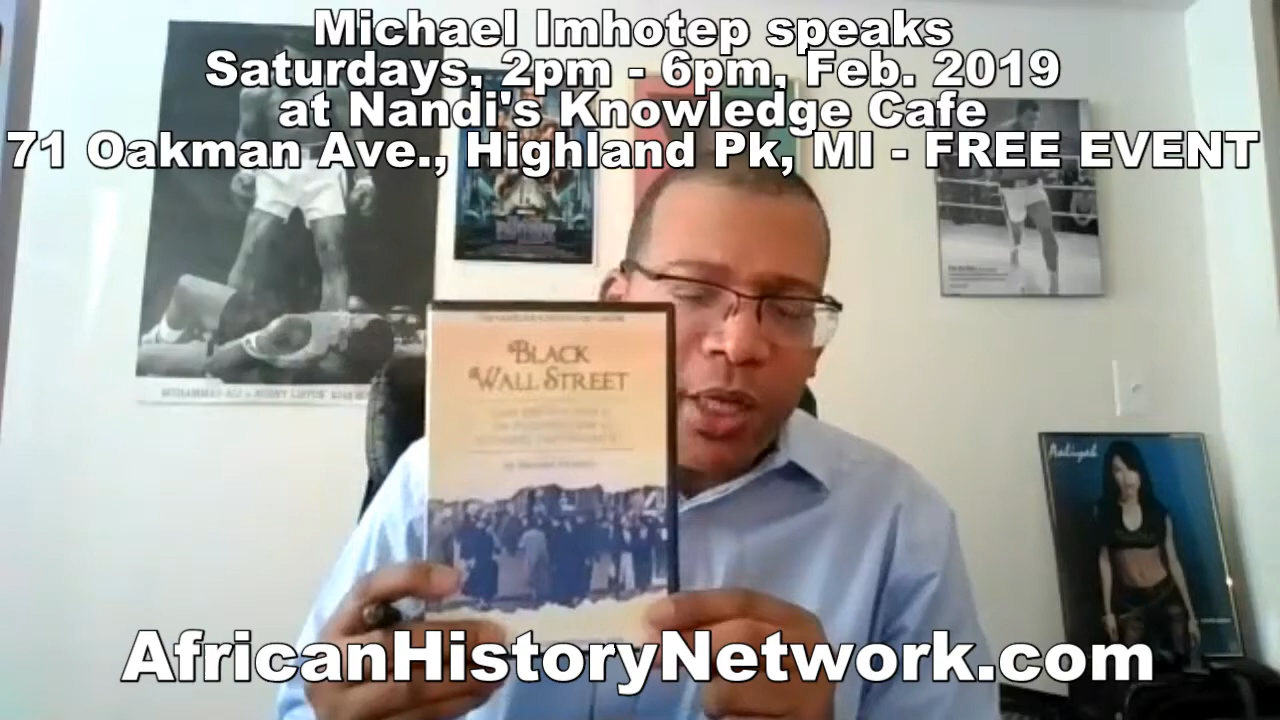 Michael Imhotep speaks
Saturdays, 2pm - 6pm, Feb. 2019
at Nandi's Knowledge Cafe
71 Oakman Ave., Highland Pk, MI - FREE EVENT
BLACK
WALL STREET
Aaliyah
AfricanHistoryNetwork.com